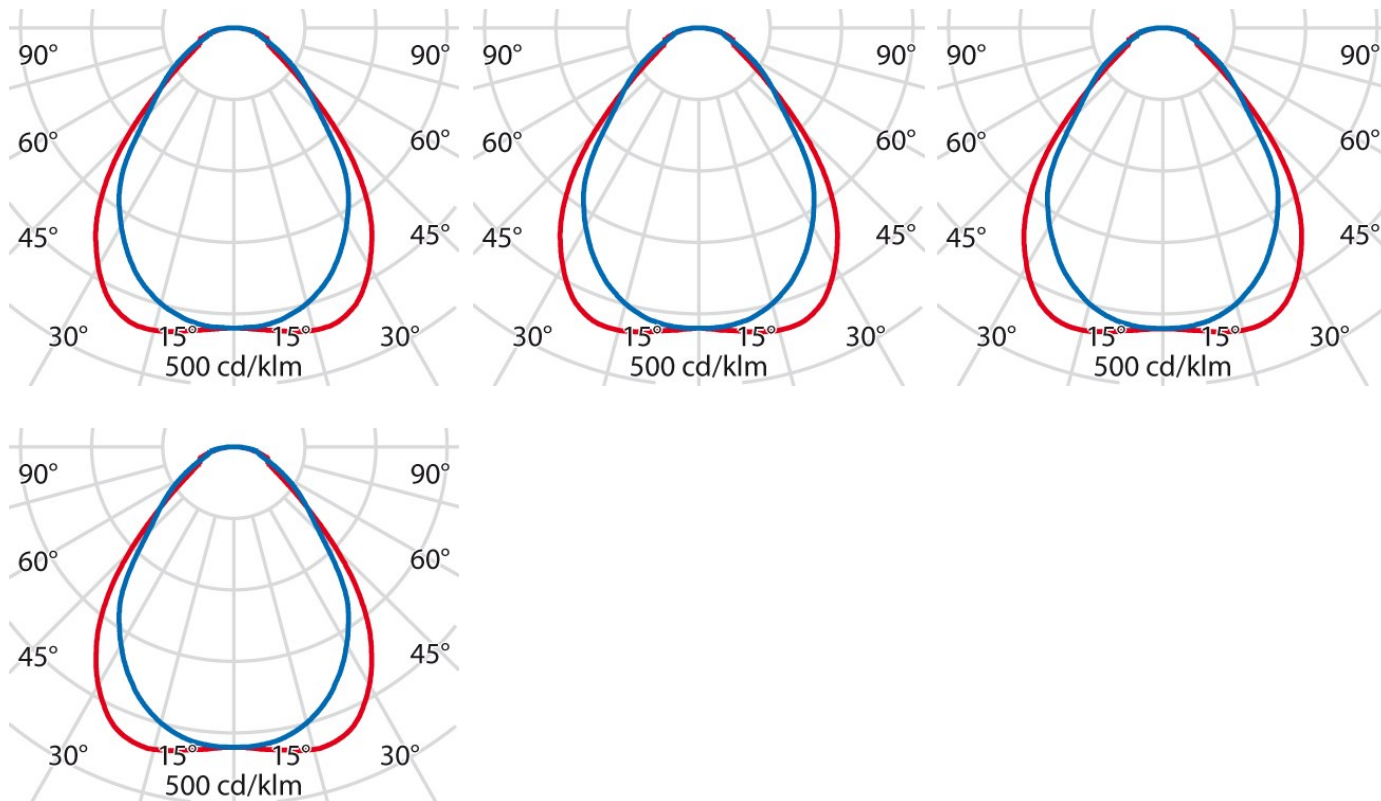 90° 90° 90° 90° 90° 90°
60° 60° 60° 60° 60° 60°
45° 45° 45° 45° 45° 45°
30° 15° 15° 30° 30° 15° 15° 30° 30° 15° 15° 30°
500 cd/klm 500 cd/klm 500 cd/klm
90° 90°
60° 60°
45° 45°
30° 15° 15° 30°
500 cd/klm